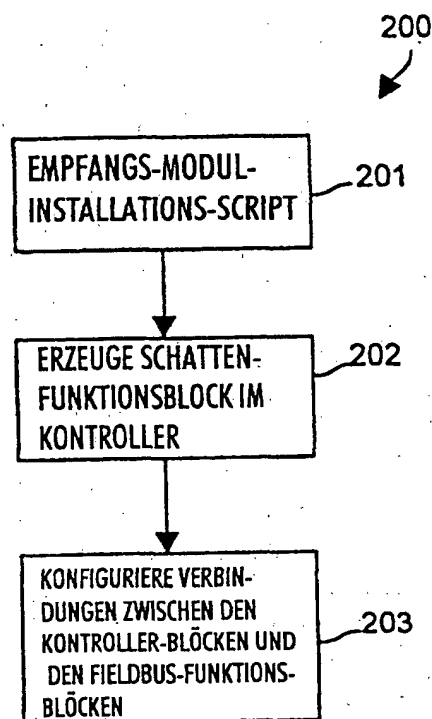 200
EMPFANGS-MODUL-
INSTALLATIONS-SCRIPT
201
ERZEUGE SCHATTEN-
FUNKTIONSBLOCK IM
KONTROLLER
202
KONFIGURIERE VERBIN-
DUNGEN ZWISCHEN DEN
KONTROLLER-BLÖCKEN UND
DEN FIELDBUS-FUNKTIONS-
BLÖCKEN
203